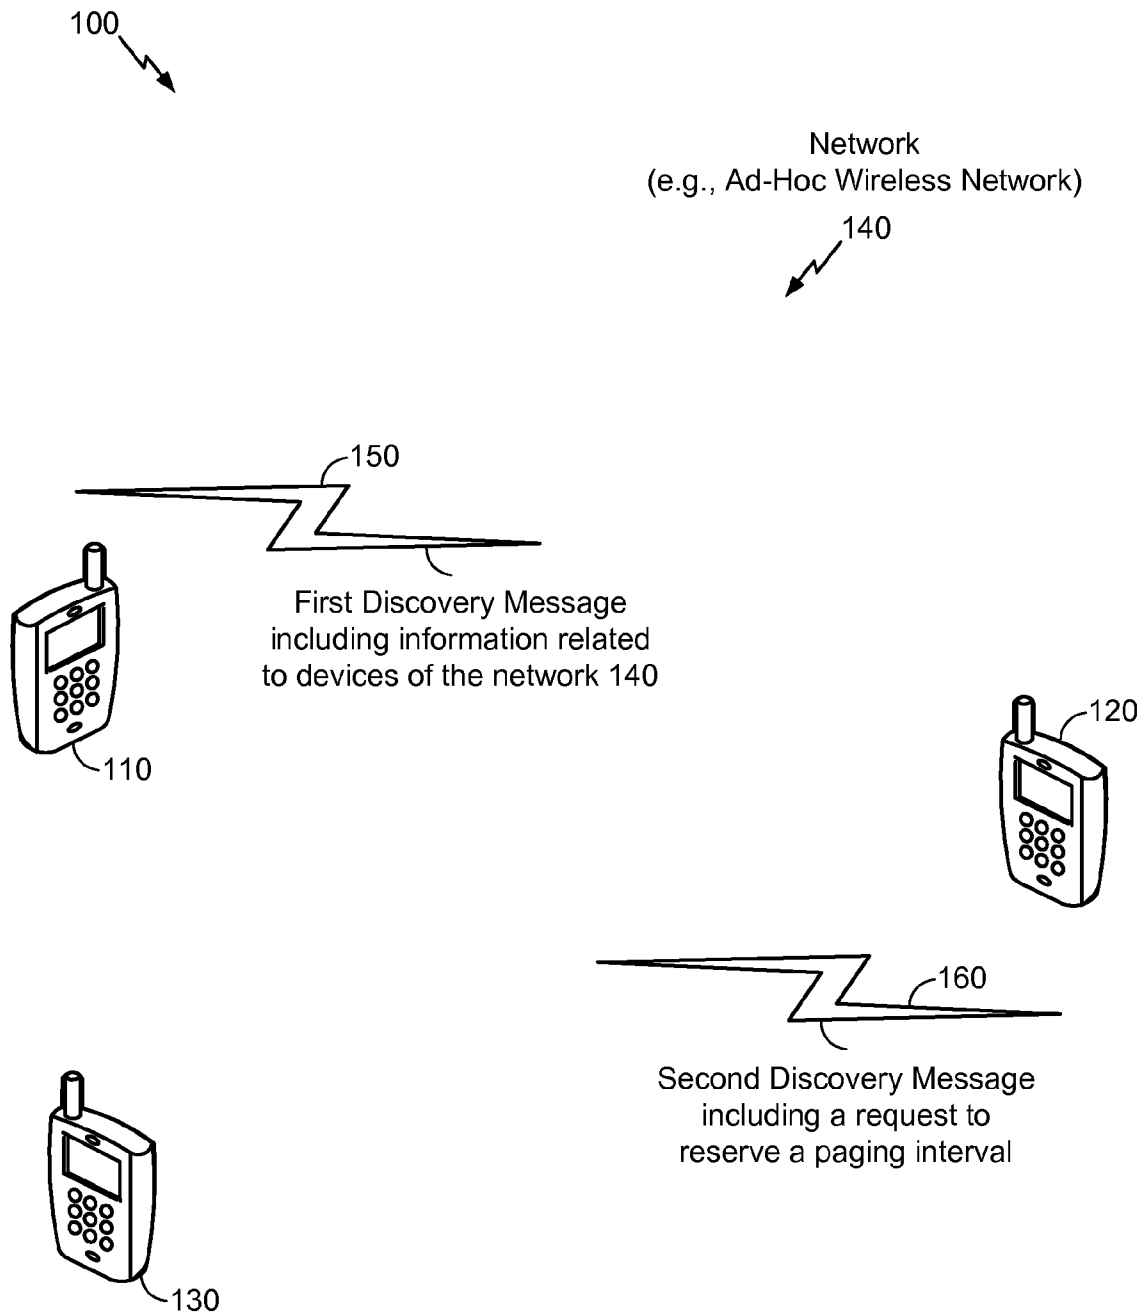 100
Network
(e.g., Ad-Hoc Wireless Network)
140
150
First Discovery Message
including information related
to devices of the network 140
110
120
160
Second Discovery Message
including a request to
reserve a paging interval
130